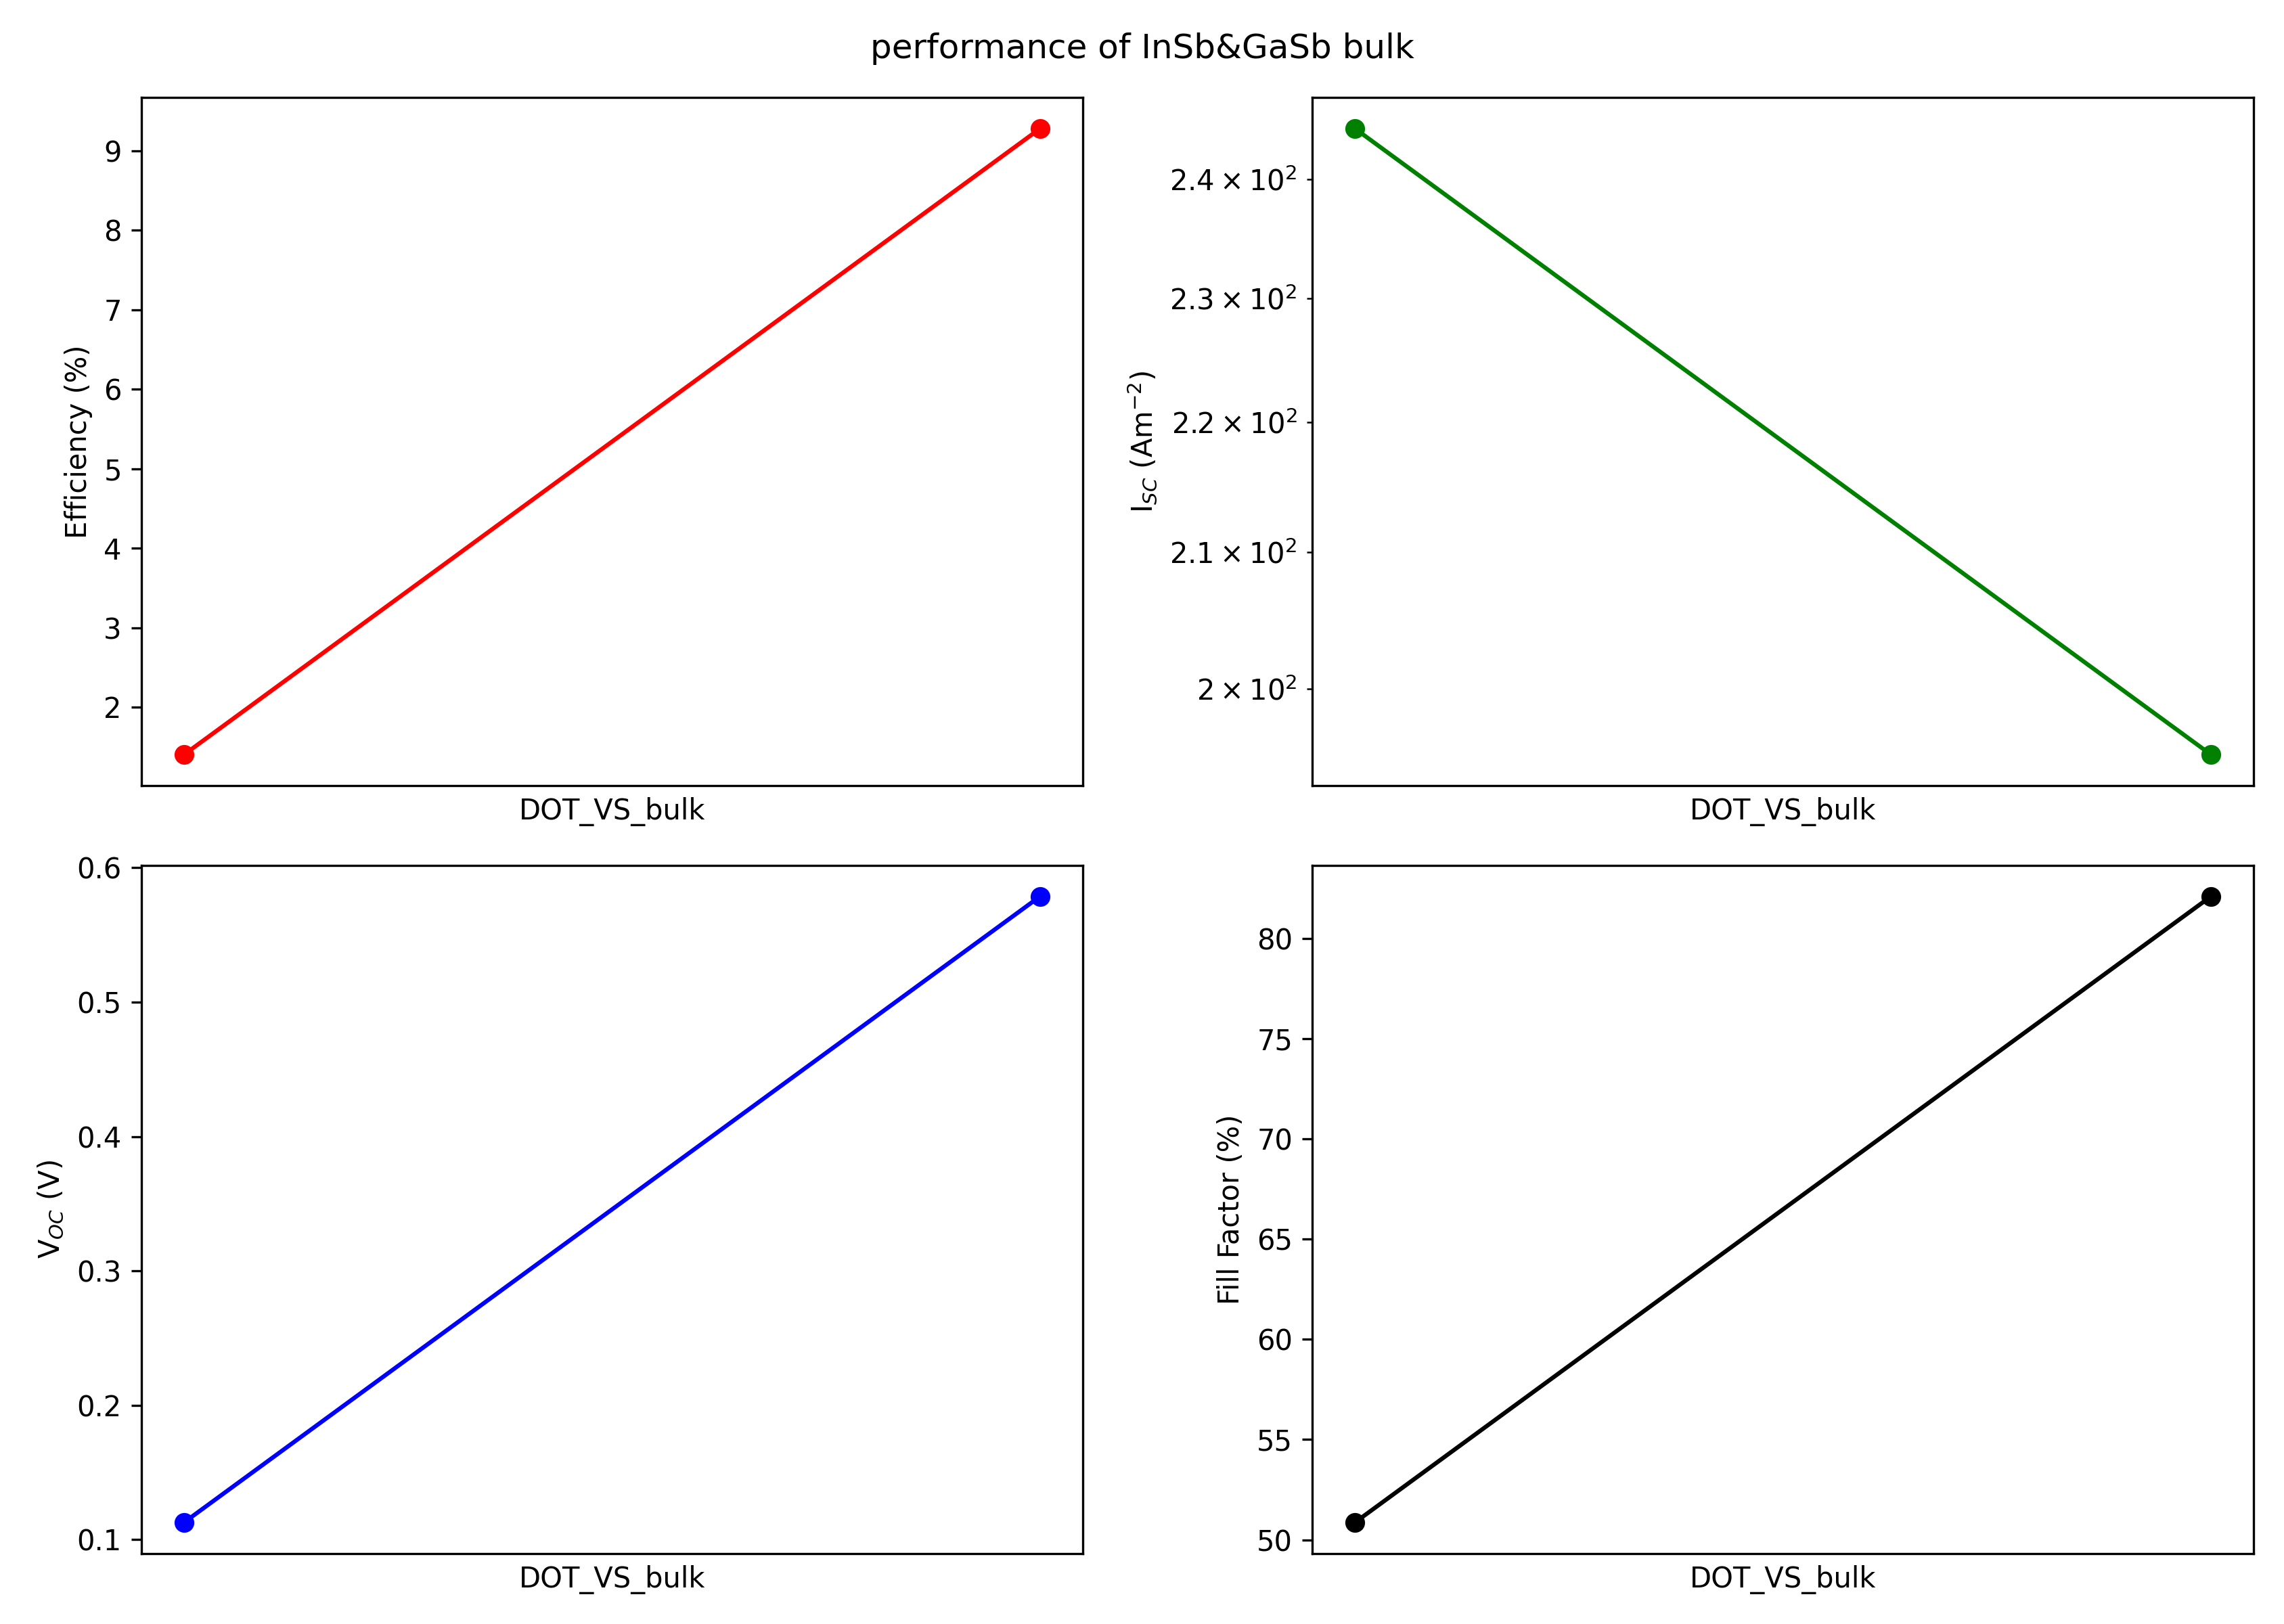 performance of InSb&GaSb bulk
Efficiency (%)
9
8
7
6
5
4
3
2
DOT_VS_bulk
I$_{SC}$ (Am$^{-2}$)
2.4×10²
2.3×10²
2.2×10²
2.1×10²
2×10²
DOT_VS_bulk
V$_{OC}$ (V)
0.6
0.5
0.4
0.3
0.2
0.1
DOT_VS_bulk
Fill Factor (%)
80
75
70
65
60
55
50
DOT_VS_bulk